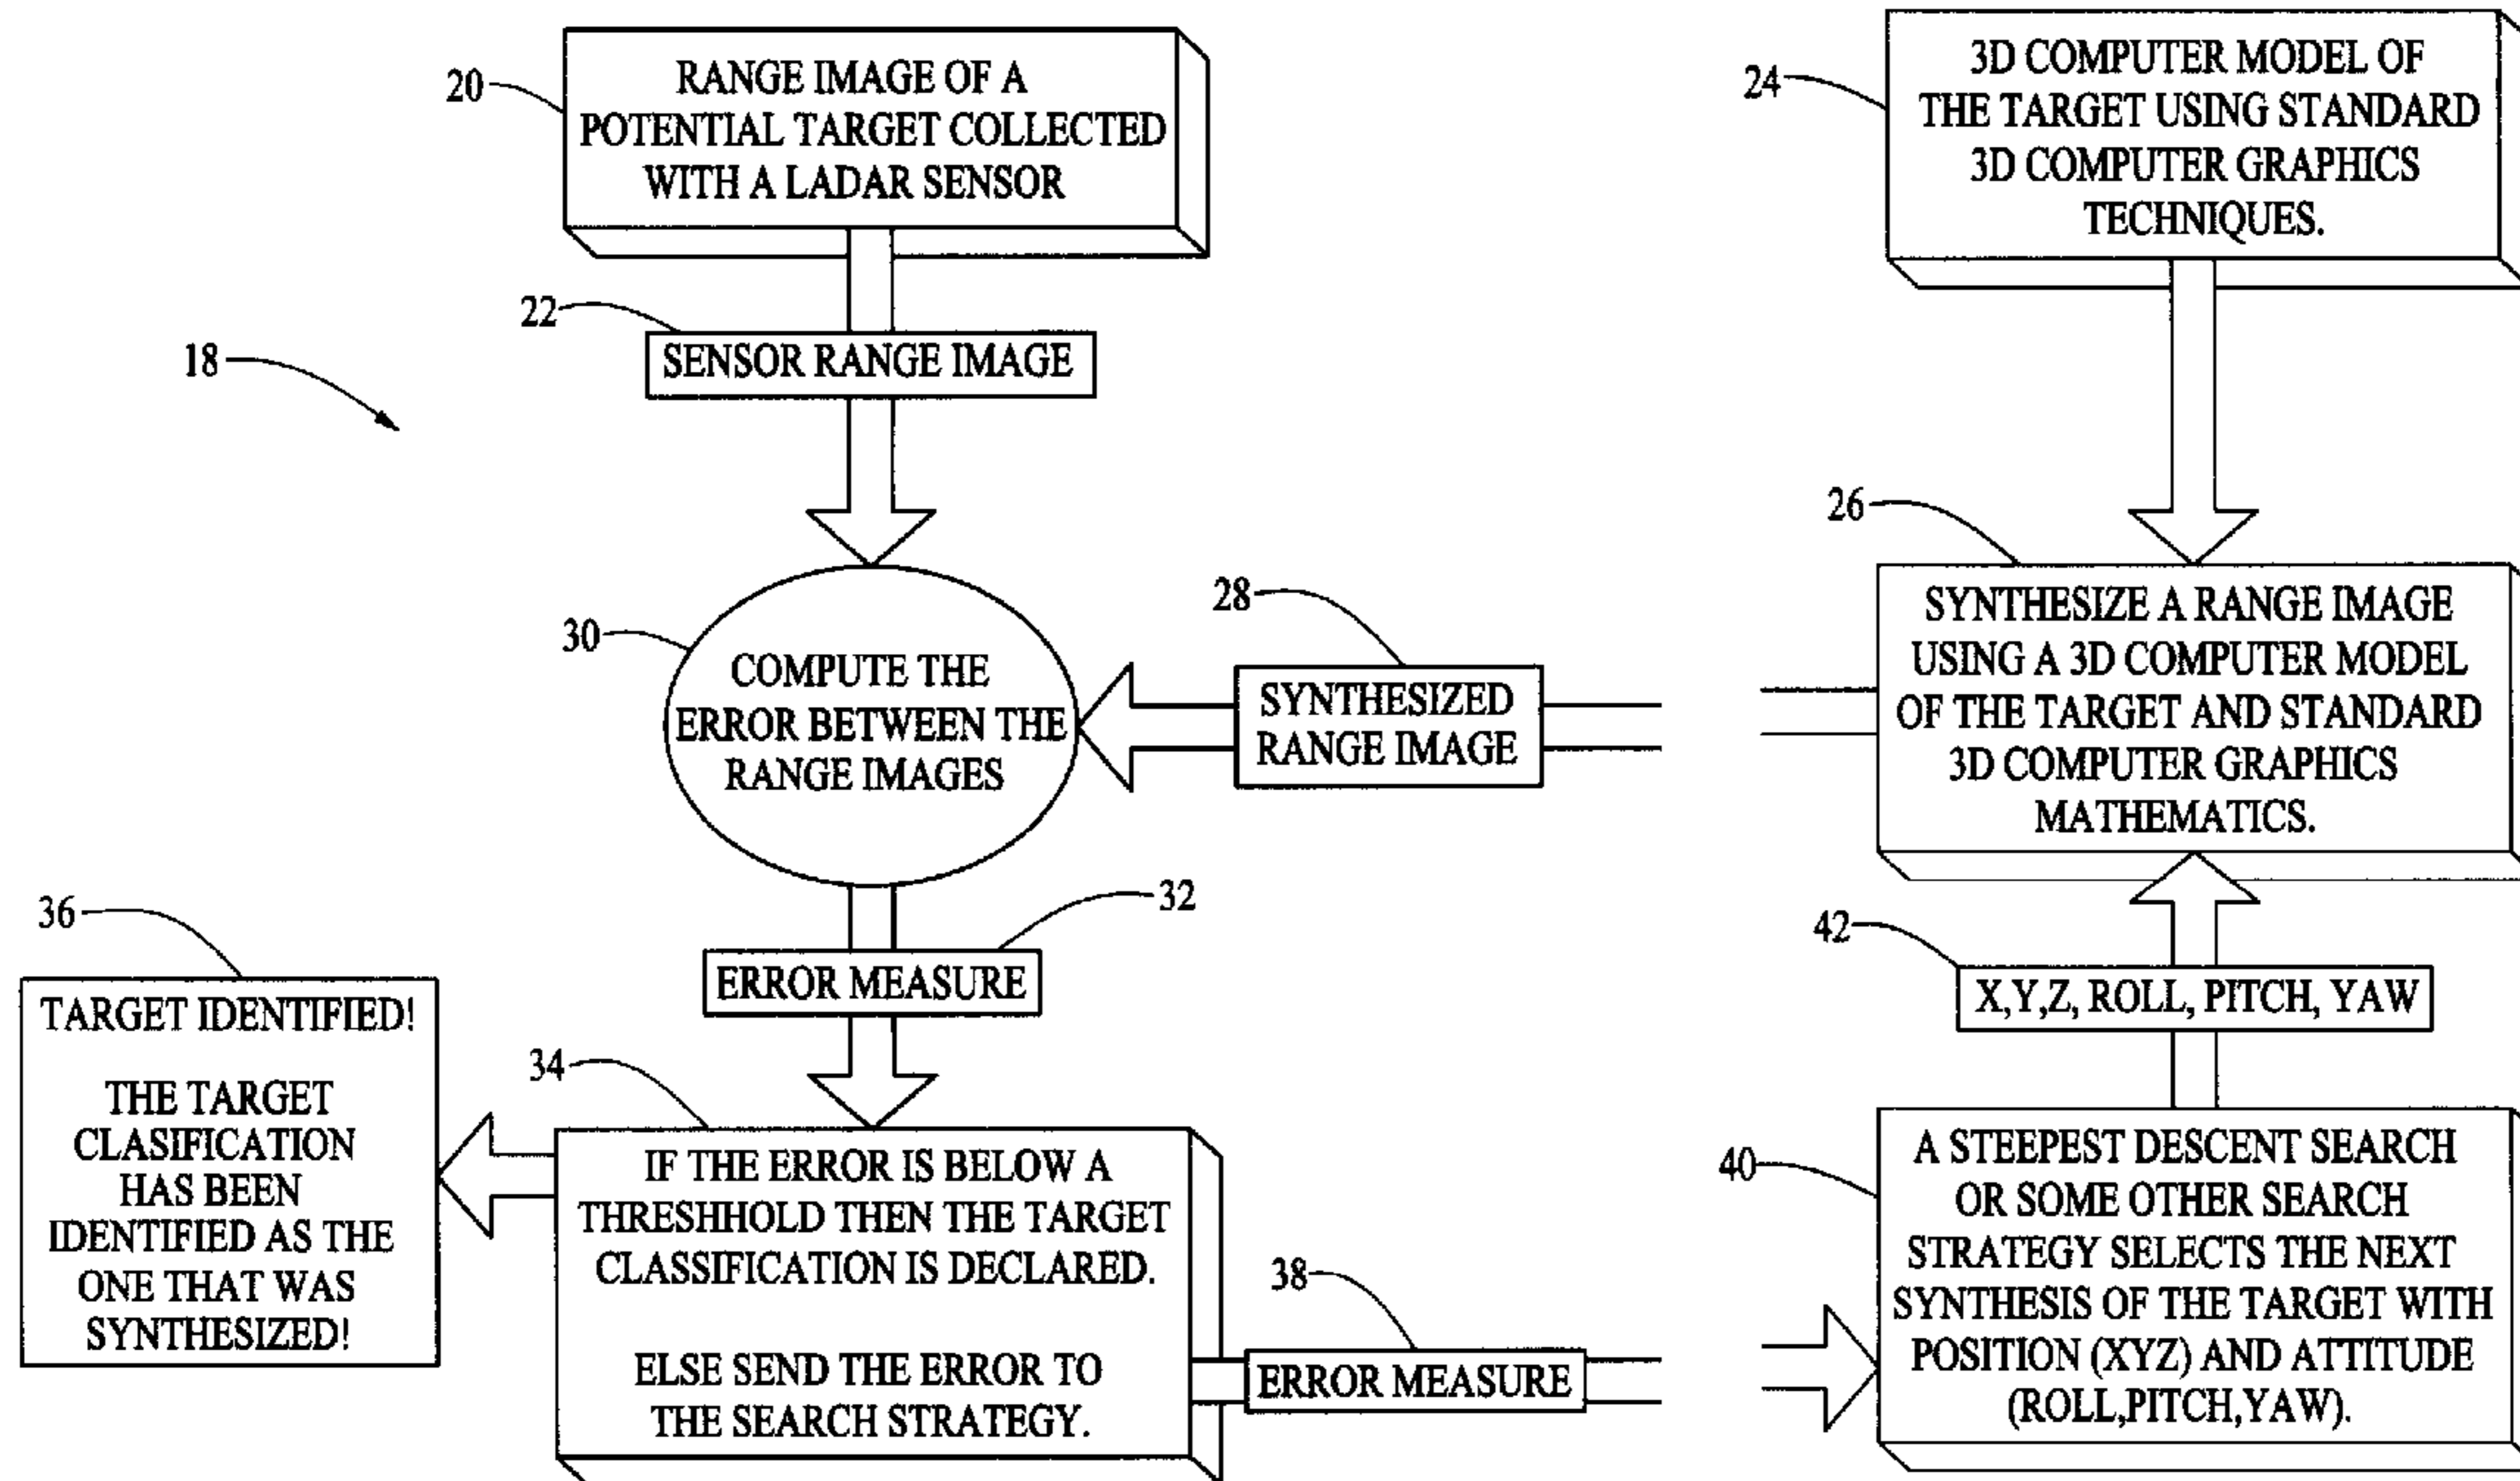 20
RANGE IMAGE OF A
POTENTIAL TARGET COLLECTED
WITH A LADAR SENSOR
24
3D COMPUTER MODEL OF
THE TARGET USING STANDARD
3D COMPUTER GRAPHICS
TECHNIQUES.
22
SENSOR RANGE IMAGE
18
26
SYNTHESIZE A RANGE IMAGE
USING A 3D COMPUTER MODEL
OF THE TARGET AND STANDARD
3D COMPUTER GRAPHICS
MATHEMATICS.
28
SYNTHESIZED
RANGE IMAGE
30
COMPUTE THE
ERROR BETWEEN THE
RANGE IMAGES
32
ERROR MEASURE
36
TARGET IDENTIFIED!
THE TARGET
CLASIFICATION
HAS BEEN
IDENTIFIED AS THE
ONE THAT WAS
SYNTHESIZED!
34
IF THE ERROR IS BELOW A
THRESHHOLD THEN THE TARGET
CLASSIFICATION IS DECLARED.
ELSE SEND THE ERROR TO
THE SEARCH STRATEGY.
38
ERROR MEASURE
42
X,Y,Z, ROLL, PITCH, YAW
40
A STEEPEST DESCENT SEARCH
OR SOME OTHER SEARCH
STRATEGY SELECTS THE NEXT
SYNTHESIS OF THE TARGET WITH
POSITION (XYZ) AND ATTITUDE
(ROLL,PITCH,YAW).